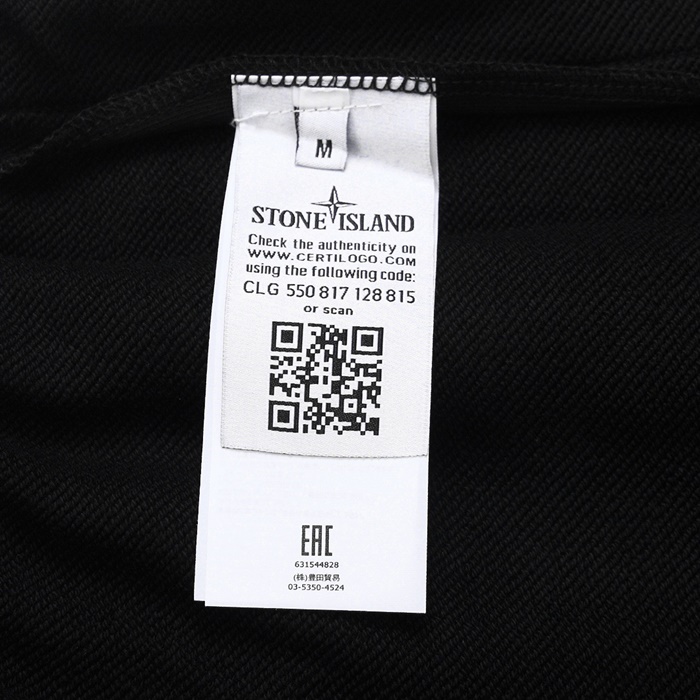 M
STONE ISLAND
Check the authenticity on
WWW.CERTILOGO.COM
using the following code:
CLG 550 817 128 815
or scan
EAC
631544828
(株)豊田貿易
03-5350-4524